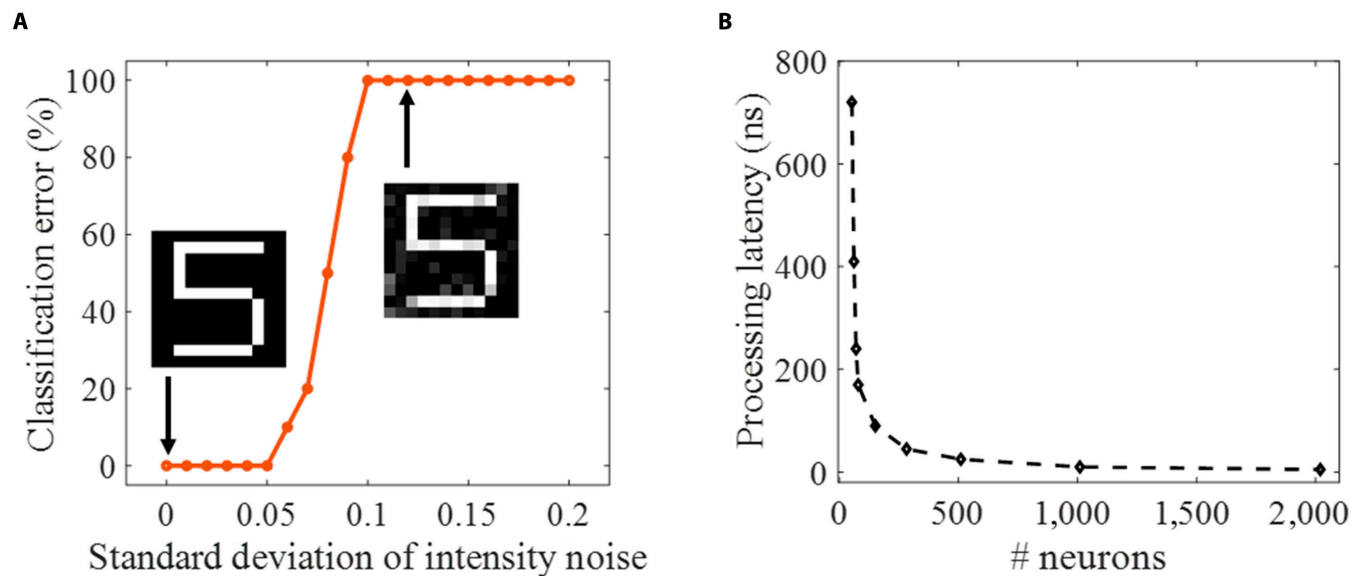 A
Classification error (%)
100
80
60
40
20
0
0 0.05 0.1 0.15 0.2
Standard deviation of intensity noise
B
Processing latency (ns)
800
600
400
200
0
0 500 1,000 1,500 2,000
# neurons